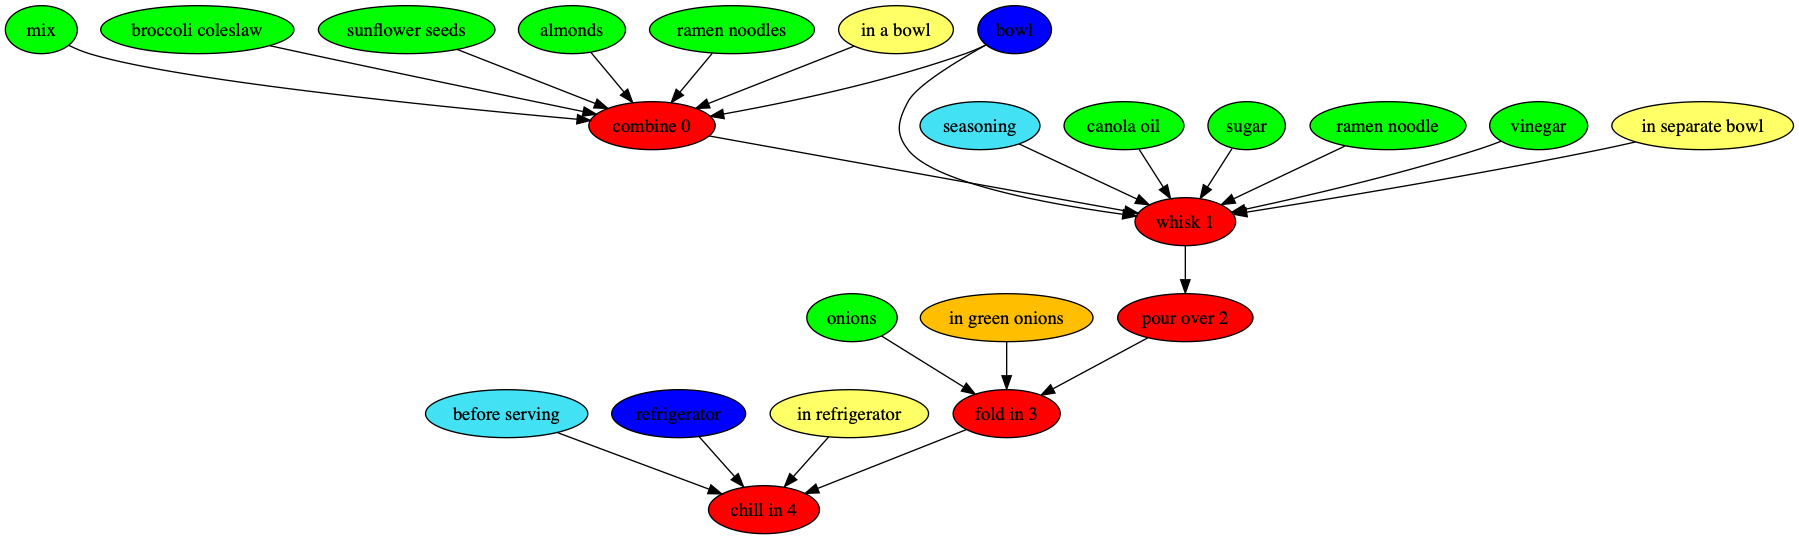 mix
broccoli coleslaw
sunflower seeds
almonds
ramen noodles
in a bowl
bowl
combine 0
seasoning
canola oil
sugar
ramen noodle
vinegar
in separate bowl
whisk 1
onions
in green onions
pour over 2
before serving
refrigerator
in refrigerator
fold in 3
chill in 4